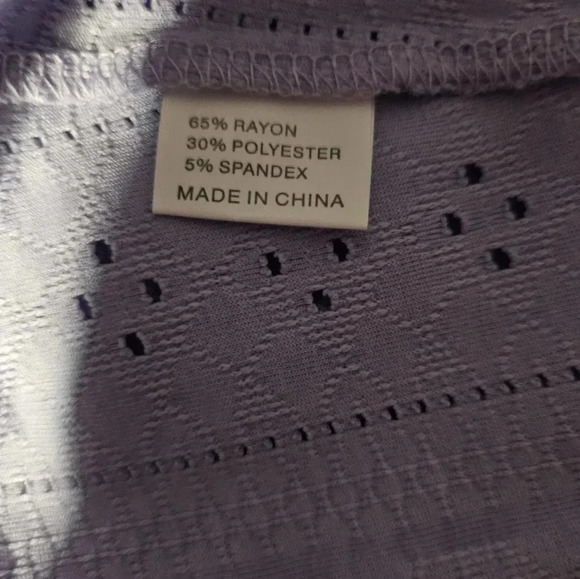 65% RAYON
30% POLYESTER
5% SPANDEX
MADE IN CHINA